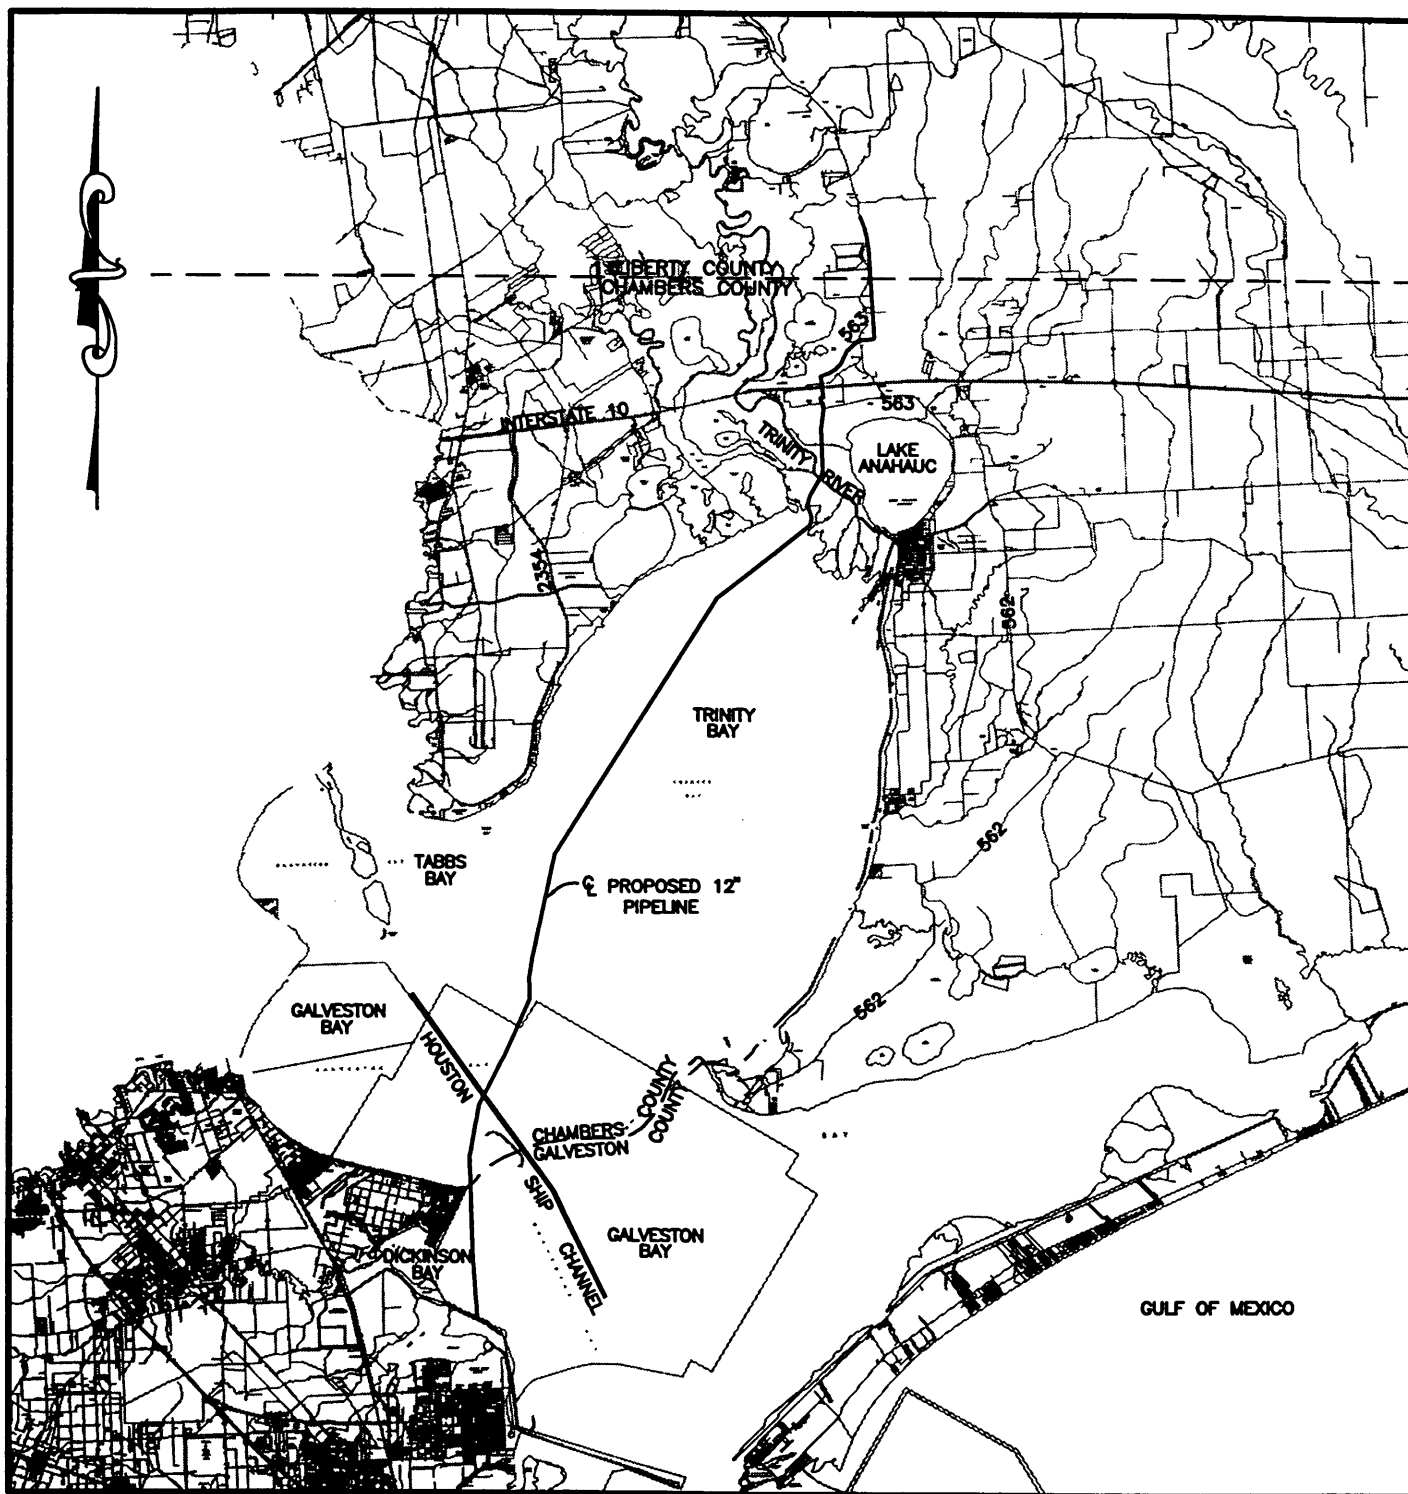 LIBERTY COUNTY
CHAMBERS COUNTY
563
INTERSTATE 10
563
TRINITY RIVER
LAKE
ANAHAUC
2354
562
TRINITY
BAY
562
TABBS
BAY
℄ PROPOSED 12"
PIPELINE
562
GALVESTON
BAY
HOUSTON SHIP CHANNEL
CHAMBERS COUNTY
GALVESTON COUNTY
BAY
DICKINSON
BAY
GALVESTON
BAY
GULF OF MEXICO